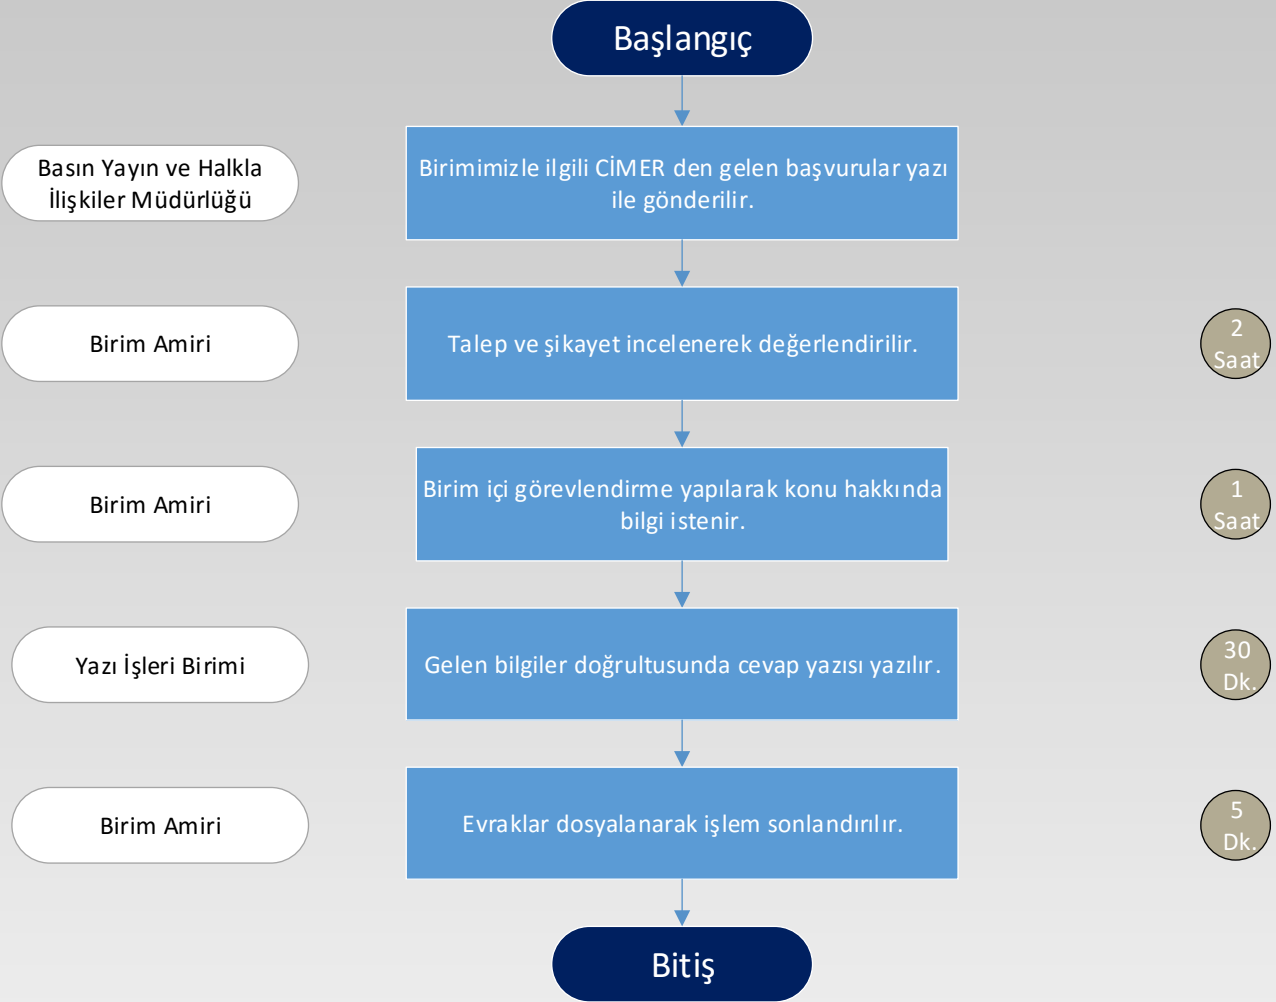 Başlangıç
Basın Yayın ve Halkla
İlişkiler Müdürlüğü
Birimimizle ilgili CİMER den gelen başvurular yazı
ile gönderilir.
Birim Amiri
Talep ve şikayet incelenerek değerlendirilir.
2
Saat
Birim Amiri
Birim içi görevlendirme yapılarak konu hakkında
bilgi istenir.
1
Saat
Yazı İşleri Birimi
Gelen bilgiler doğrultusunda cevap yazısı yazılır.
30
Dk.
Birim Amiri
Evraklar dosyalanarak işlem sonlandırılır.
5
Dk.
Bitiş